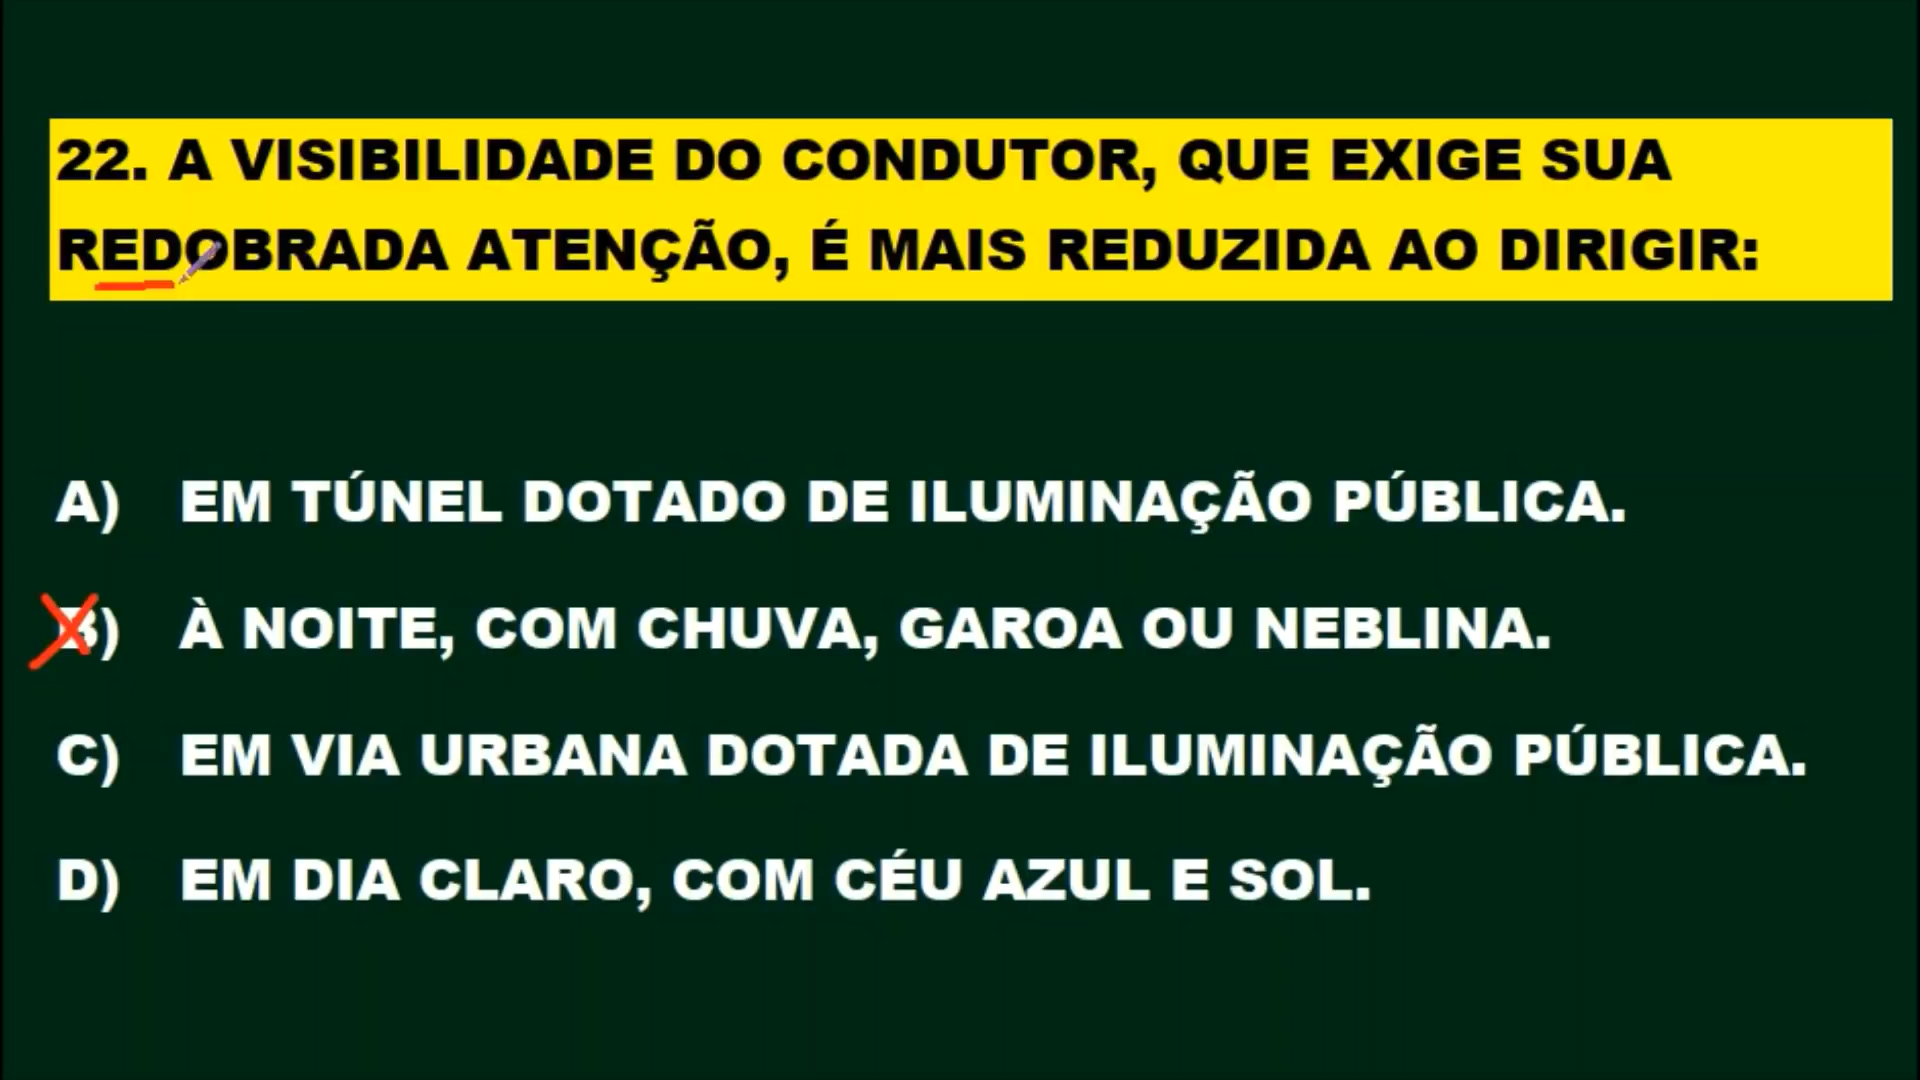 22. A VISIBILIDADE DO CONDUTOR, QUE EXIGE SUA
REDOBRADA ATENÇÃO, É MAIS REDUZIDA AO DIRIGIR:
A) EM TÚNEL DOTADO DE ILUMINAÇÃO PÚBLICA.
B) À NOITE, COM CHUVA, GAROA OU NEBLINA.
C) EM VIA URBANA DOTADA DE ILUMINAÇÃO PÚBLICA.
D) EM DIA CLARO, COM CÉU AZUL E SOL.